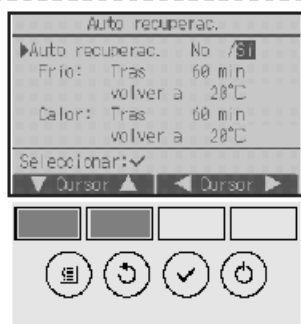 Auto recuperac.
▶Auto recuperac. No /Sí
Frío: Tras 60 min
volver a 28°C
Calor: Tras 60 min
volver a 20°C
Seleccionar:✓
▼ Cursor ▲ ◀ Cursor ▶